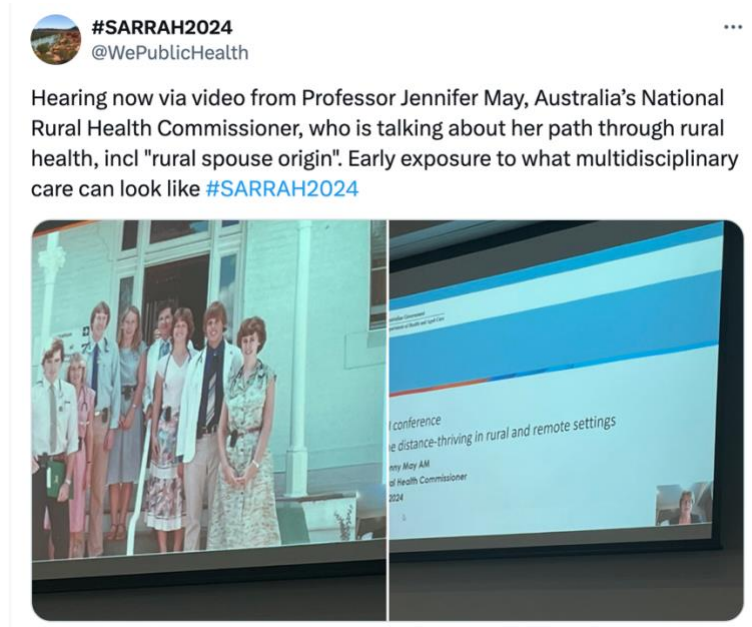 #SARRAH2024
@WePublicHealth
Hearing now via video from Professor Jennifer May, Australia’s National
Rural Health Commissioner, who is talking about her path through rural
health, incl "rural spouse origin". Early exposure to what multidisciplinary
care can look like #SARRAH2024
conference
distance-thriving in rural and remote settings
May AM
Health Commissioner
2024